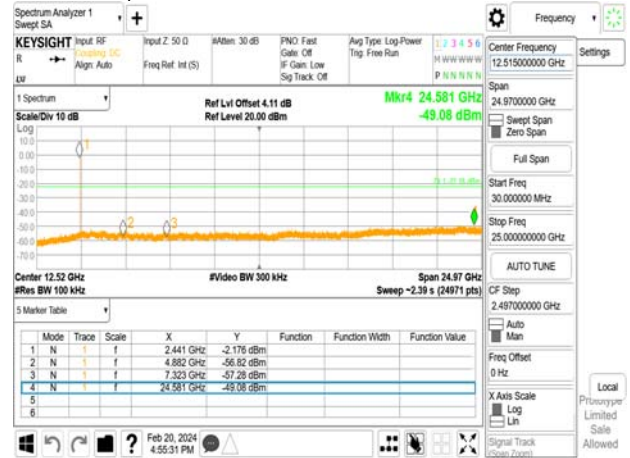 Spectrum Analyzer 1
Swept SA
+
Frequency
KEYSIGHT
R
LXI
Input: RF
Coupling: DC
Align: Auto
Input Z: 50 Ω
Freq Ref: Int (S)
#Atten: 30 dB
PNO: Fast
Gate: Off
IF Gain: Low
Sig Track: Off
Avg Type: Log-Power
Trig: Free Run
1 2 3 4 5 6
M W W W W W
P N N N N N
1 Spectrum
Scale/Div 10 dB
Log
Ref Lvl Offset 4.11 dB
Ref Level 20.00 dBm
Mkr4 24.581 GHz
-49.08 dBm
10.0
0.00
-10.0
-20.0
-30.0
-40.0
-50.0
-60.0
-70.0
1
2
3
Center 12.52 GHz
#Res BW 100 kHz
#Video BW 300 kHz
Span 24.97 GHz
Sweep ~2.39 s (24971 pts)
5 Marker Table
Mode Trace Scale X Y Function Function Width Function Value
1 N 1 f 2.441 GHz -2.176 dBm
2 N 1 f 4.882 GHz -56.82 dBm
3 N 1 f 7.323 GHz -57.28 dBm
4 N 1 f 24.581 GHz -49.08 dBm
5
6
Feb 20, 2024
4:55:31 PM
?
Center Frequency
12.515000000 GHz
Settings
Span
24.9700000 GHz
Swept Span
Zero Span
Full Span
Start Freq
30.000000 MHz
Stop Freq
25.000000000 GHz
AUTO TUNE
CF Step
2.497000000 GHz
Auto
Man
Freq Offset
0 Hz
X Axis Scale
Log
Lin
Signal Track
(Span Zoom)
Local
Prototype
Limited
Sale
Allowed